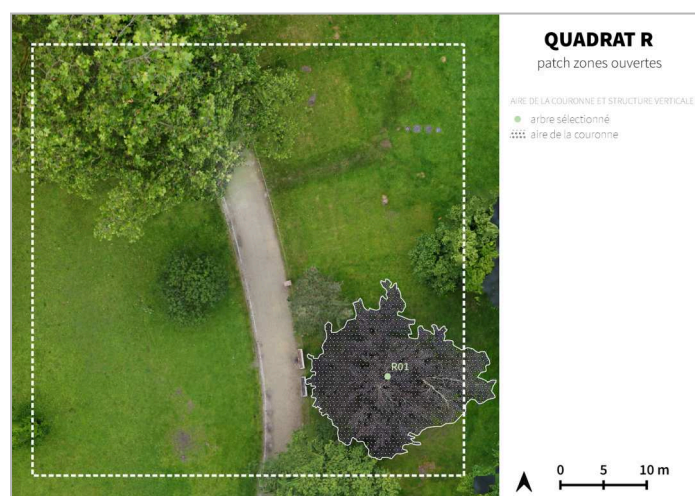 QUADRAT R
patch zones ouvertes
AIRE DE LA COURONNE ET STRUCTURE VERTICALE
arbre sélectionné
aire de la couronne
R01
0 5 10 m